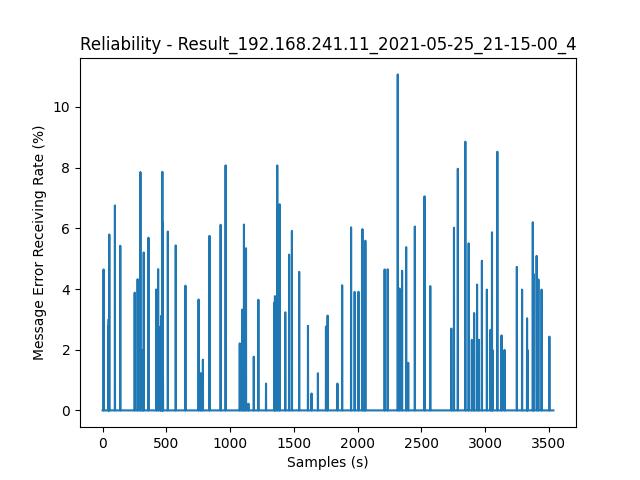 Reliability - Result_192.168.241.11_2021-05-25_21-15-00_4
Message Error Receiving Rate (%)
10
8
6
4
2
0
0 500 1000 1500 2000 2500 3000 3500
Samples (s)